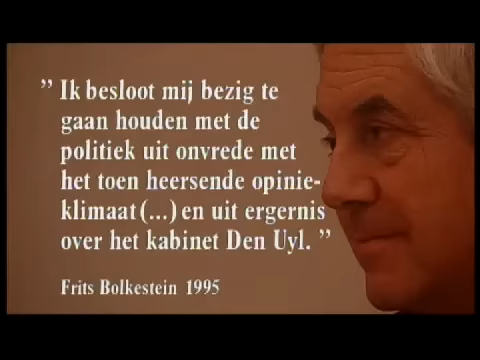 ” Ik besloot mij bezig te
gaan houden met de
politiek uit onvrede met
het toen heersende opinie-
klimaat(...)en uit ergernis
over het kabinet Den Uyl. ”
Frits Bolkestein 1995